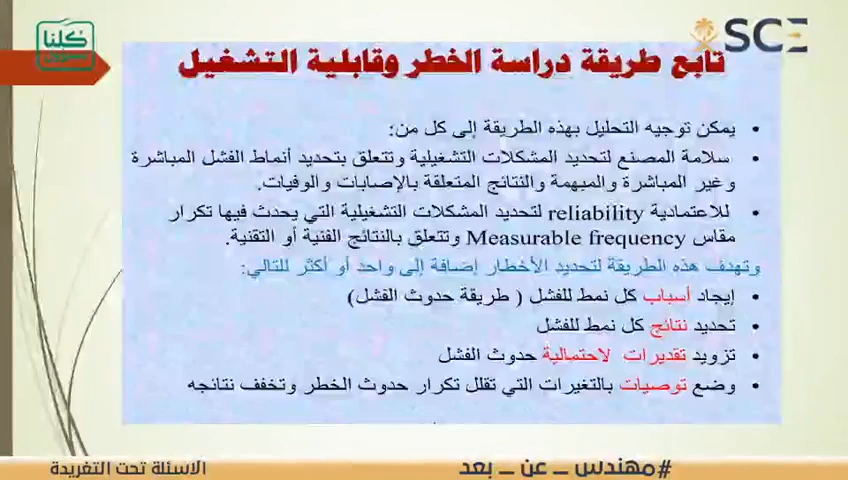 كلنا
مسؤول
SCE
تابع طريقة دراسة الخطر وقابلية التشغيل
• يمكن توجيه التحليل بهذه الطريقة إلى كل من:
• سلامة المصنع لتحديد المشكلات التشغيلية وتتعلق بتحديد أنماط الفشل المباشرة
وغير المباشرة والمبهمة والنتائج المتعلقة بالإصابات والوفيات.
• للاعتمادية reliability لتحديد المشكلات التشغيلية التي يحدث فيها تكرار
مقاس Measurable frequency وتتعلق بالنتائج الفنية أو التقنية.
وتهدف هذه الطريقة لتحديد الأخطار إضافة إلى واحد أو أكثر للتالي:
• إيجاد أسباب كل نمط للفشل ( طريقة حدوث الفشل)
• تحديد نتائج كل نمط للفشل
• تزويد تقديرات لاحتمالية حدوث الفشل
• وضع توصيات بالتغيرات التي تقلل تكرار حدوث الخطر وتخفف نتائجه
#مهندس _ عن _ بعد
الاسئلة تحت التغريدة